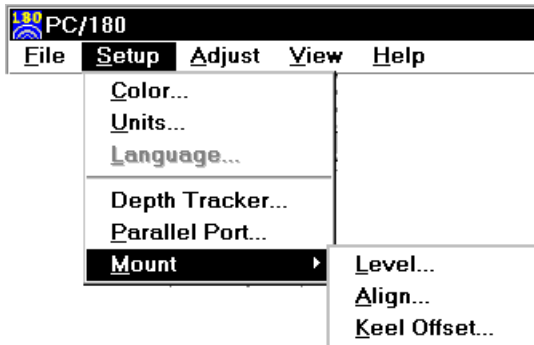 180 PC/180
File Setup Adjust View Help
Color...
Units...
Language...
Depth Tracker...
Parallel Port...
Mount
Level...
Align...
Keel Offset...